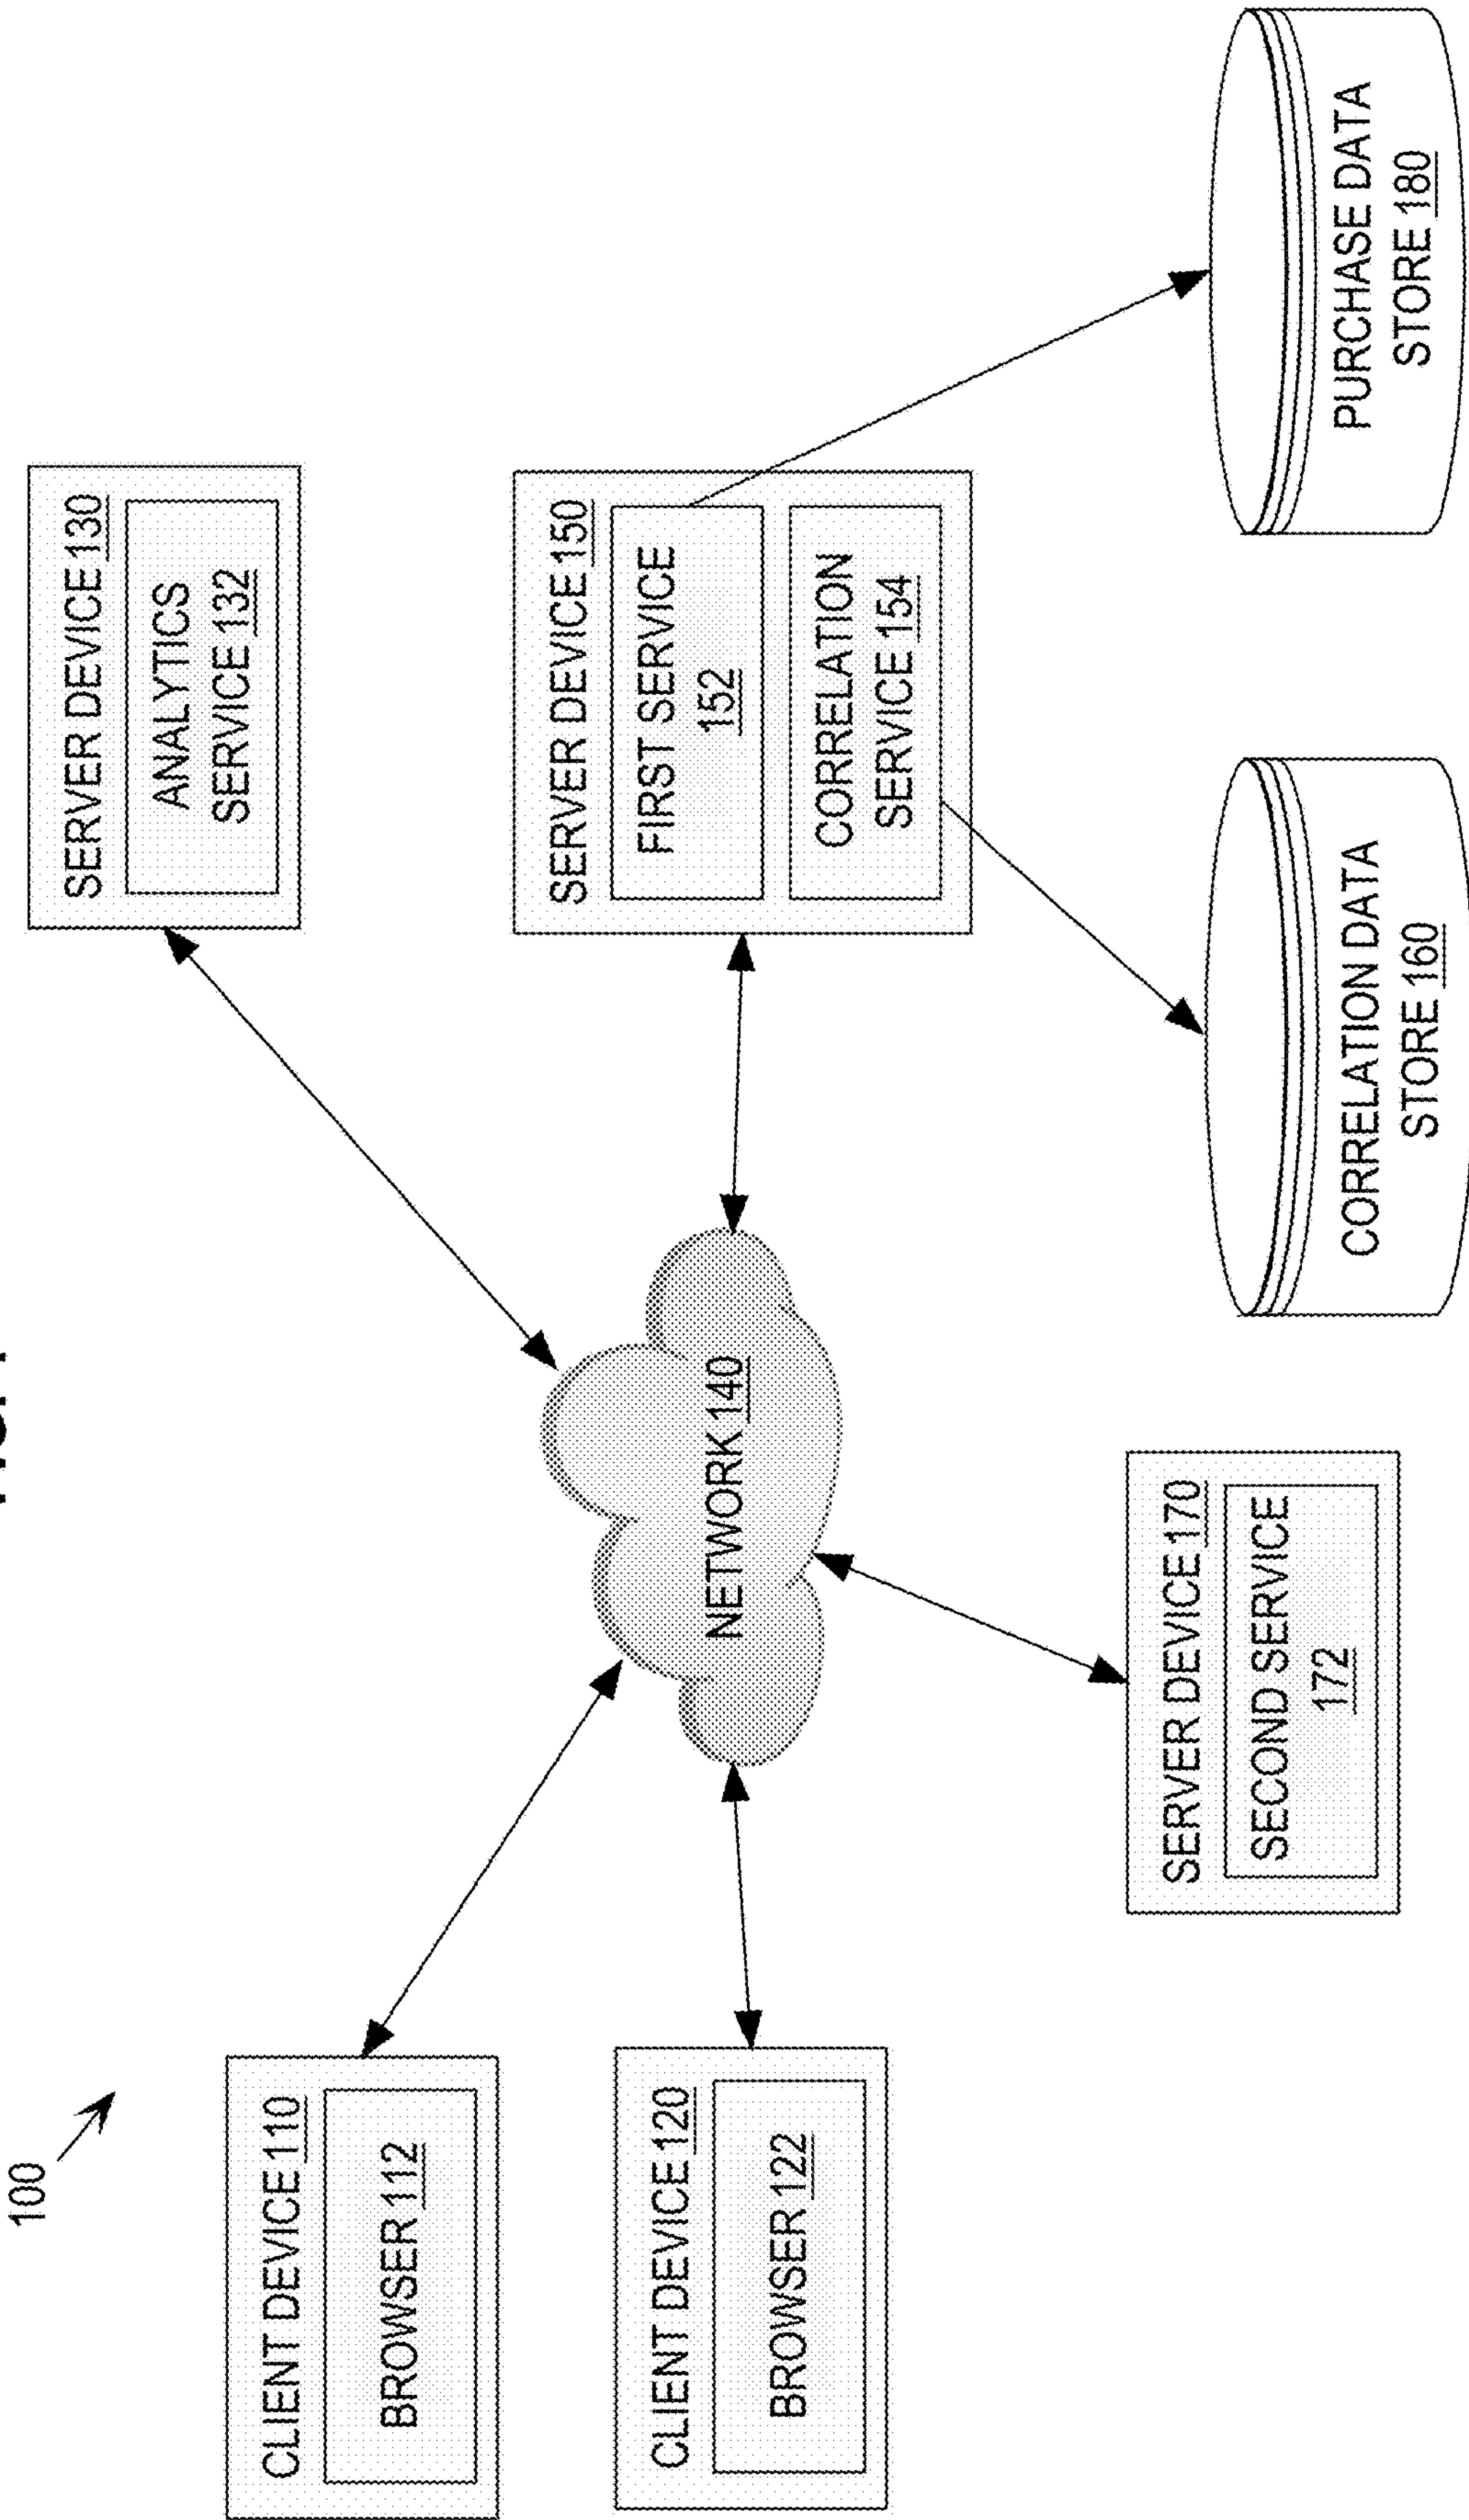 100
CLIENT DEVICE 110
BROWSER 112
CLIENT DEVICE 120
BROWSER 122
NETWORK 140
SERVER DEVICE 130
ANALYTICS
SERVICE 132
SERVER DEVICE 150
FIRST SERVICE
152
CORRELATION
SERVICE 154
SERVER DEVICE 170
SECOND SERVICE
172
CORRELATION DATA
STORE 160
PURCHASE DATA
STORE 180